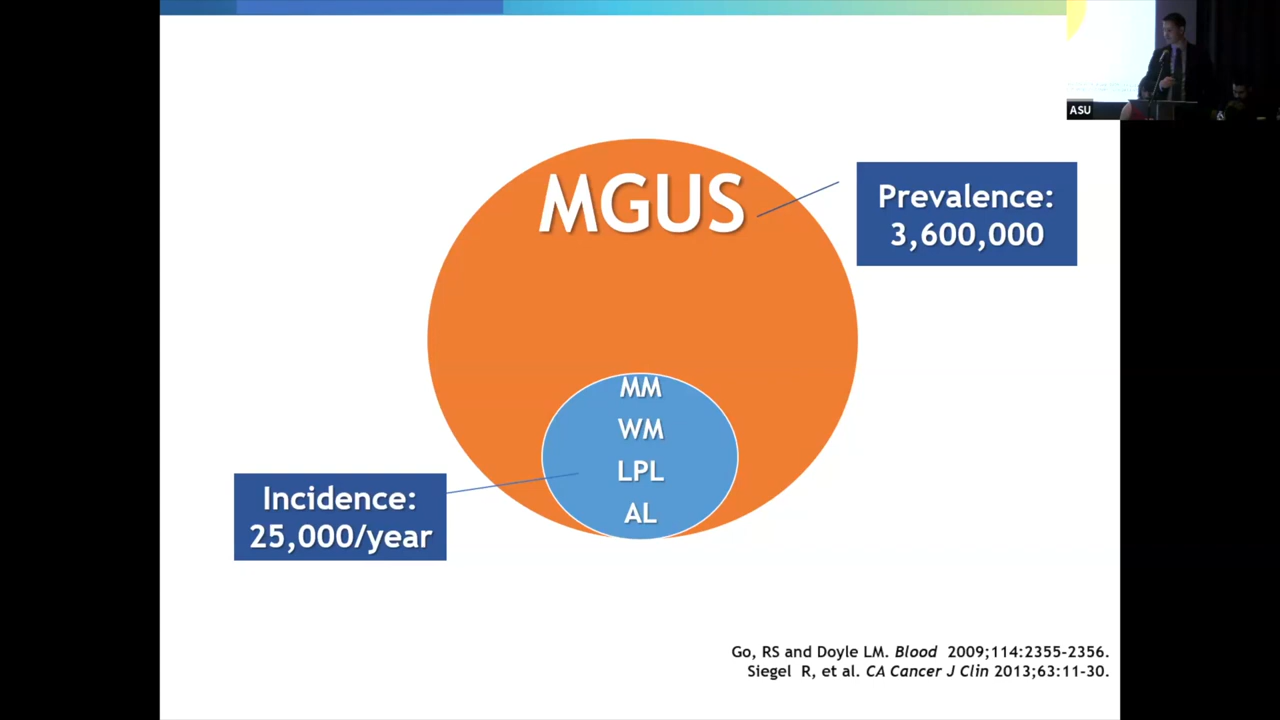 ASU
MGUS
Prevalence:
3,600,000
MM
WM
LPL
AL
Incidence:
25,000/year
Go, RS and Doyle LM. Blood 2009;114:2355-2356.
Siegel R, et al. CA Cancer J Clin 2013;63:11-30.